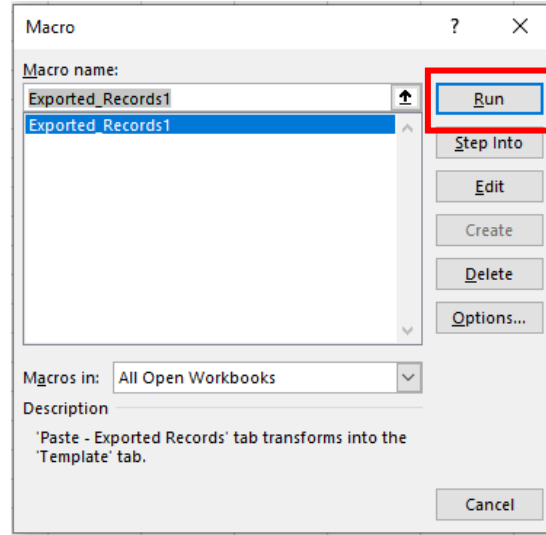 Macro
?
Macro name:
Exported_Records1
Run
Exported_Records1
Step Into
Edit
Create
Delete
Options...
Macros in: All Open Workbooks
Description
'Paste - Exported Records' tab transforms into the
'Template' tab.
Cancel